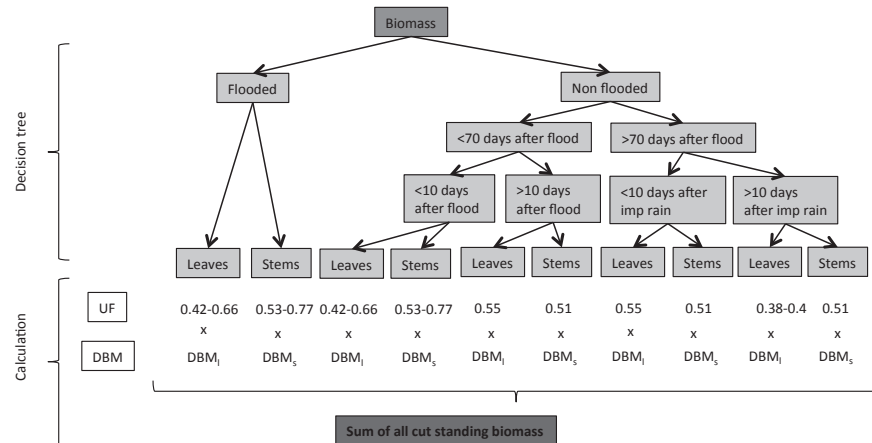 Biomass
Flooded
Non flooded
<70 days after flood
>70 days after flood
<10 days
after flood
>10 days
after flood
<10 days after
imp rain
>10 days
after imp rain
Leaves
Stems
Leaves
Stems
Leaves
Stems
Leaves
Stems
Leaves
Stems
Decision tree
Calculation
UF
0.42-0.66 0.53-0.77 0.42-0.66 0.53-0.77 0.55 0.51 0.55 0.51 0.38-0.4 0.51
x x x x x x x x x x
DBM
DBMl DBMs DBMl DBMs DBMl DBMs DBMl DBMs DBMl DBMs
Sum of all cut standing biomass